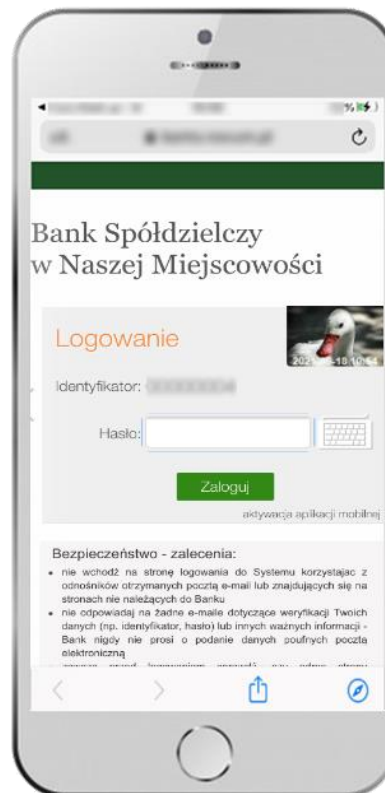 Bank Spółdzielczy
w Naszej Miejscowości
Logowanie
Identyfikator:
Hasło:
Zaloguj
aktywacja aplikacji mobilnej
Bezpieczeństwo - zalecenia:
• nie wchodź na stronę logowania do Systemu korzystając z
odnośników otrzymanych pocztą e-mail lub znajdujących się na
stronach nie należących do Banku
• nie odpowiadaj na żadne e-maile dotyczące weryfikacji Twoich
danych (np. identyfikator, hasło) lub innych ważnych informacji -
Bank nigdy nie prosi o podanie danych poufnych pocztą
elektroniczną